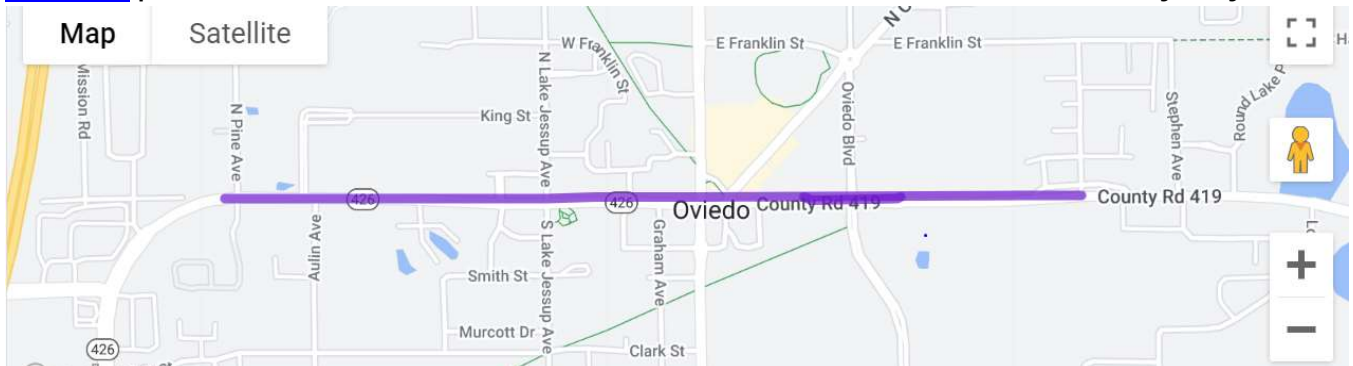 Map
Satellite
W Franklin St
E Franklin St
E Franklin St
Mission Rd
N Pine Ave
N Lake Jessup Ave
King St
Oviedo Blvd
Stephen Ave
Round Lake
426
426
Oviedo
County Rd 419
County Rd 419
Aulin Ave
S Lake Jessup Ave
Graham Ave
Smith St
Murcott Dr
Clark St
426
+
−